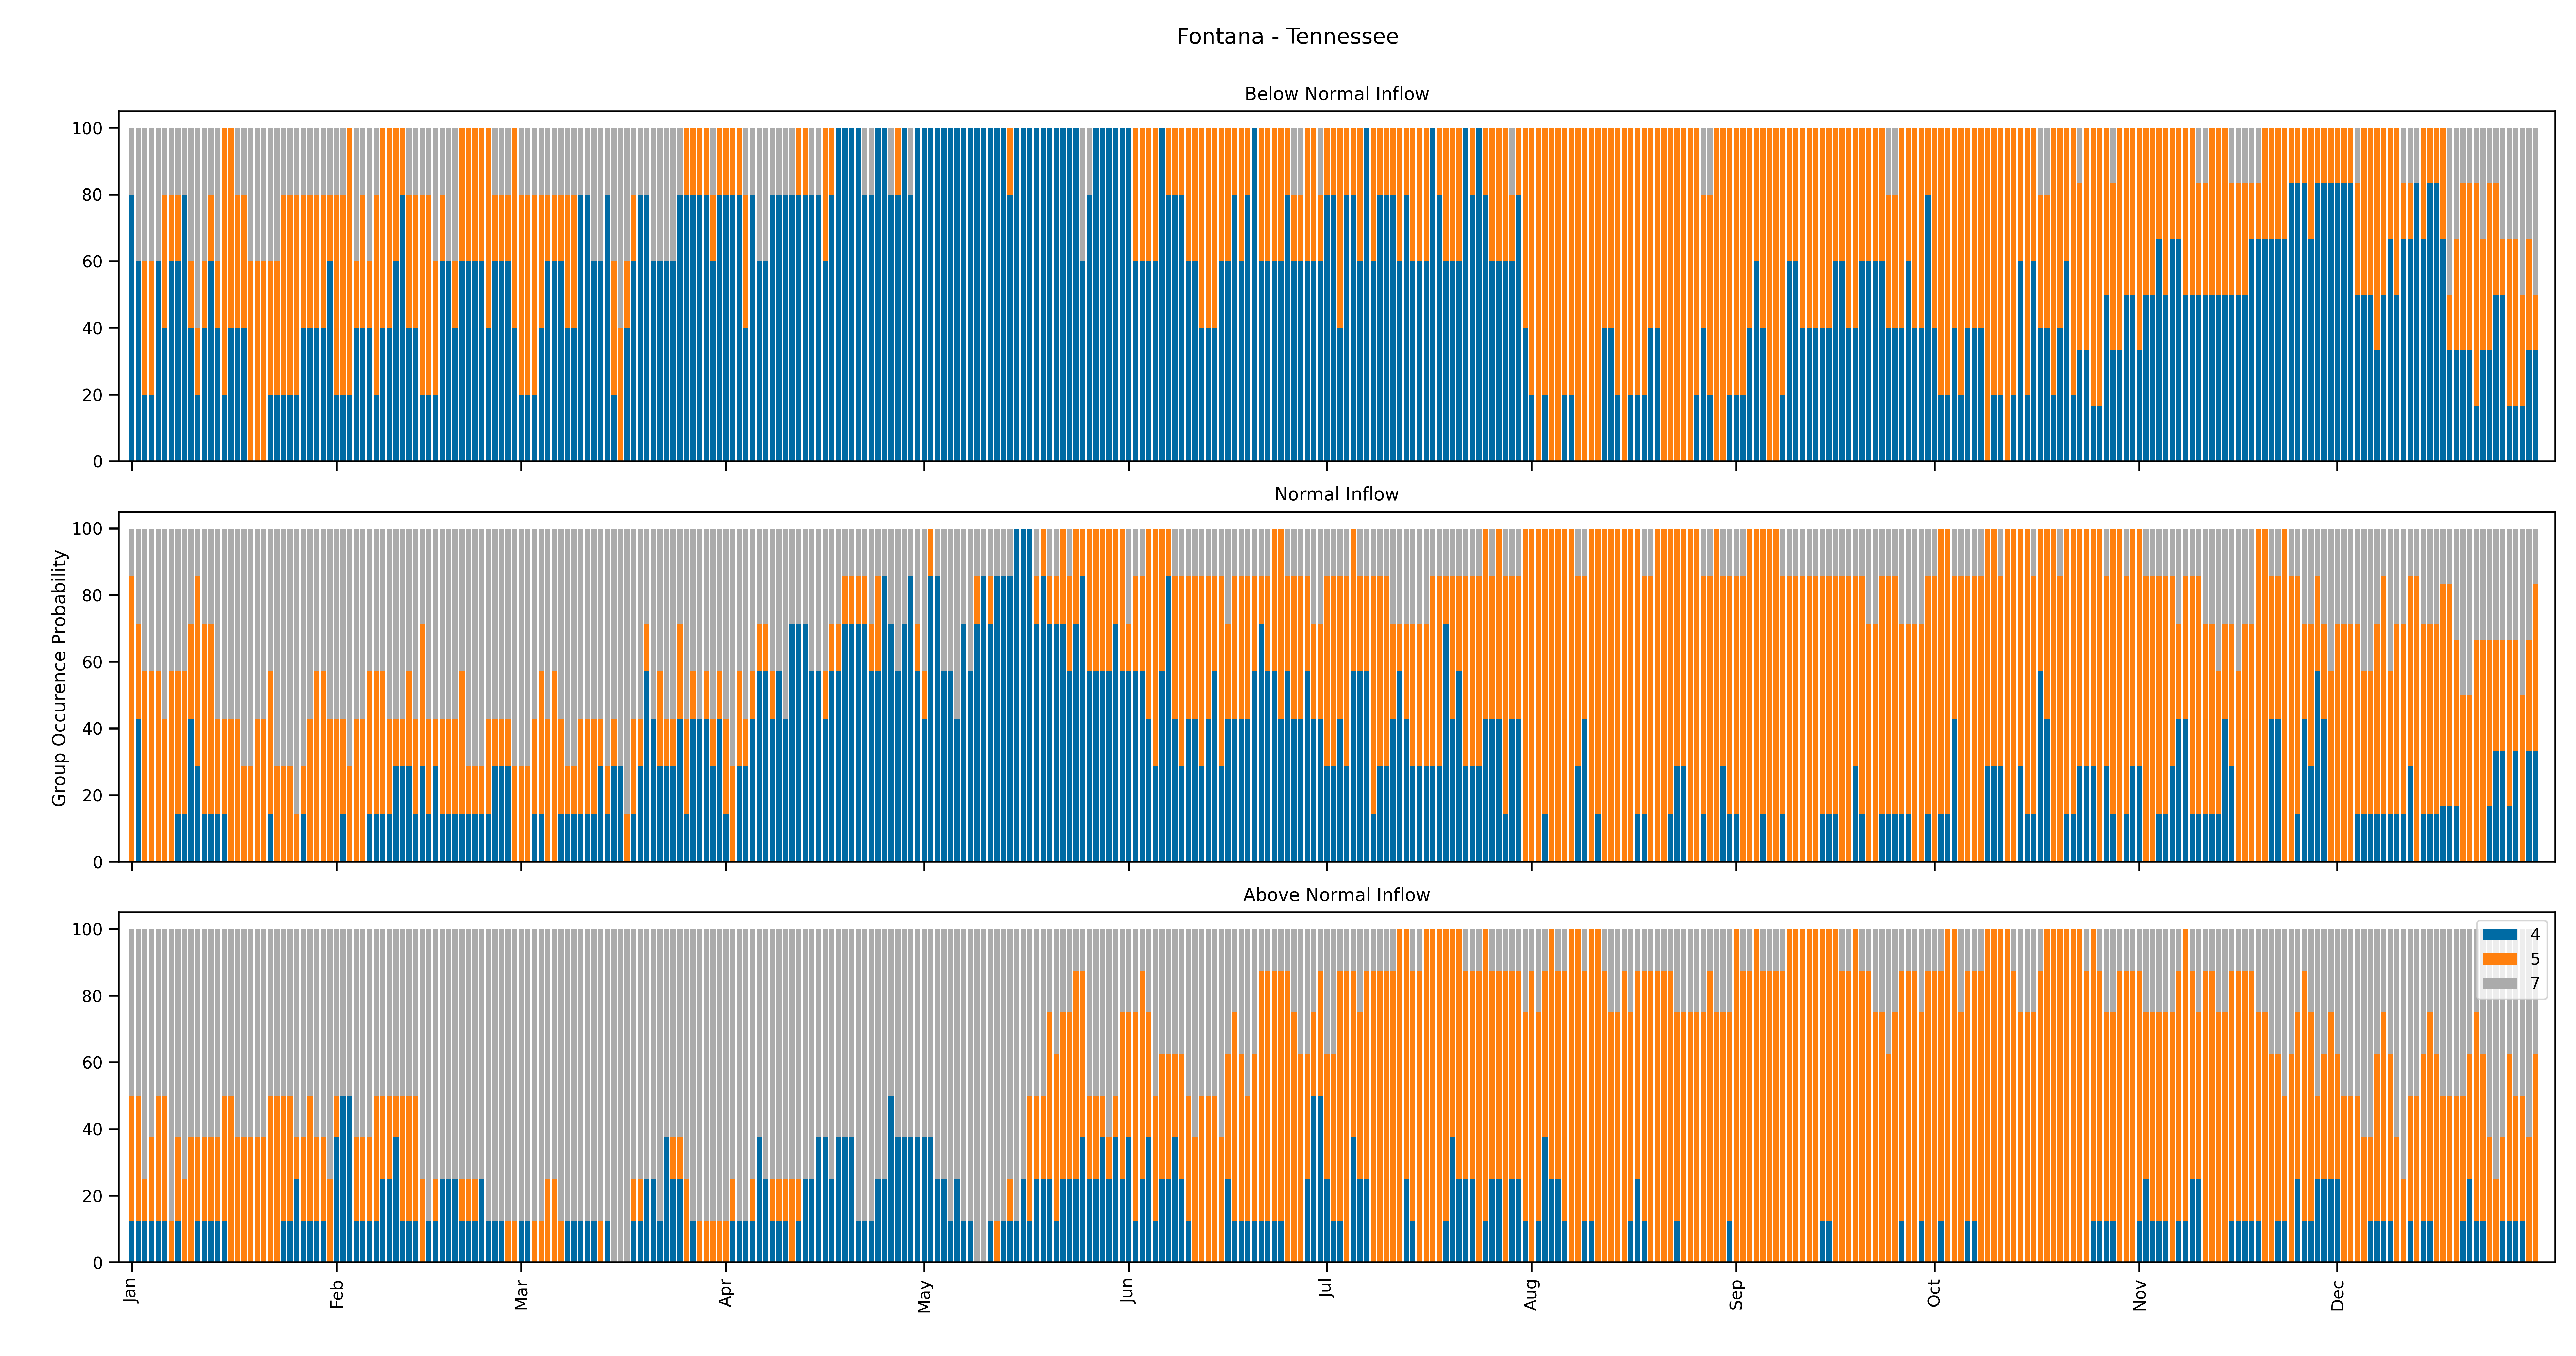 Fontana - Tennessee
Below Normal Inflow
100
80
60
40
20
0
Normal Inflow
Group Occurence Probability
100
80
60
40
20
0
Above Normal Inflow
100
80
60
40
20
0
4
5
7
Jan
Feb
Mar
Apr
May
Jun
Jul
Aug
Sep
Oct
Nov
Dec